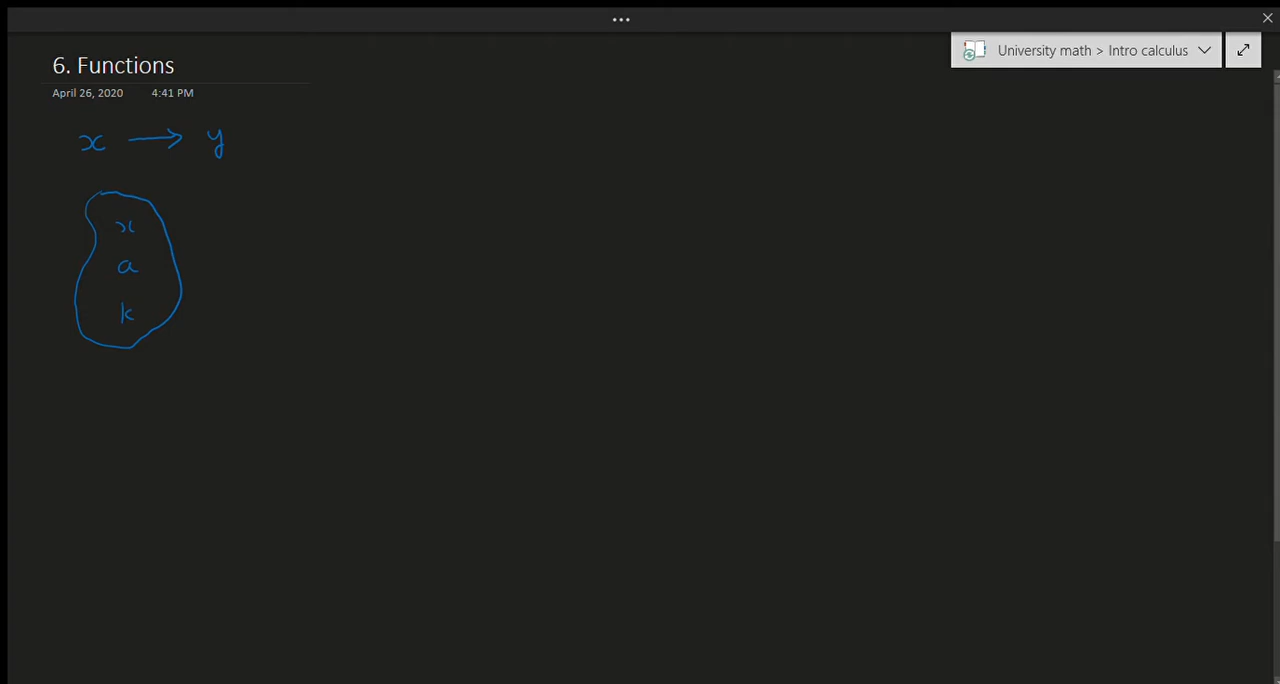 •••
University math > Intro calculus
6. Functions
April 26, 2020 4:41 PM
x → y
x
a
k